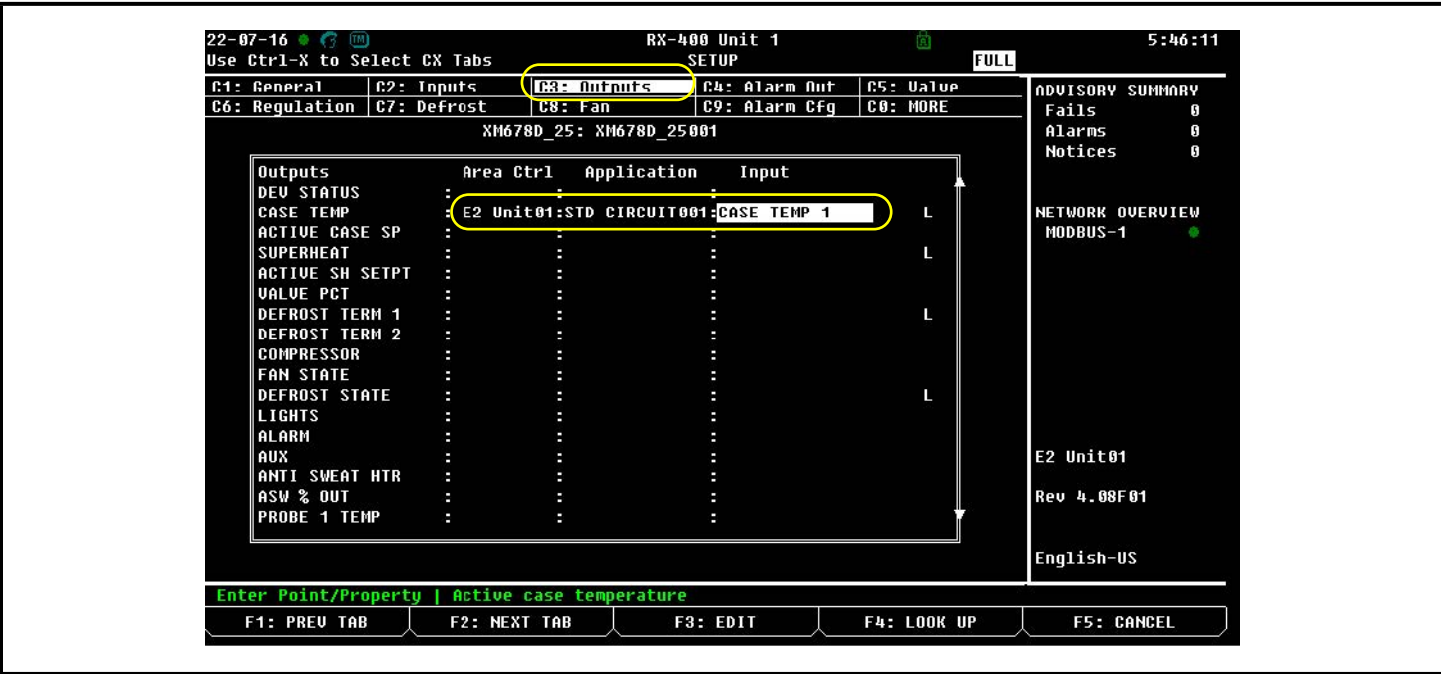 22-07-16 TM RX-400 Unit 1 A 5:46:11
Use Ctrl-X to Select CX Tabs SETUP FULL
C1: General C2: Inputs C3: Outputs C4: Alarm Out C5: Valve
C6: Regulation C7: Defrost C8: Fan C9: Alarm Cfg C0: MORE
XM678D_25: XM678D_25001
Outputs Area Ctrl Application Input
DEV STATUS : : :
CASE TEMP : E2 Unit01:STD CIRCUIT001:CASE TEMP 1 L
ACTIVE CASE SP : : :
SUPERHEAT : : : L
ACTIVE SH SETPT : : :
VALVE PCT : : :
DEFROST TERM 1 : : : L
DEFROST TERM 2 : : :
COMPRESSOR : : :
FAN STATE : : :
DEFROST STATE : : : L
LIGHTS : : :
ALARM : : :
AUX : : :
ANTI SWEAT HTR : : :
ASW % OUT : : :
PROBE 1 TEMP : : :
ADVISORY SUMMARY
Fails 0
Alarms 0
Notices 0
NETWORK OVERVIEW
MODBUS-1
E2 Unit01
Rev 4.08F01
English-US
Enter Point/Property | Active case temperature
F1: PREV TAB F2: NEXT TAB F3: EDIT F4: LOOK UP F5: CANCEL